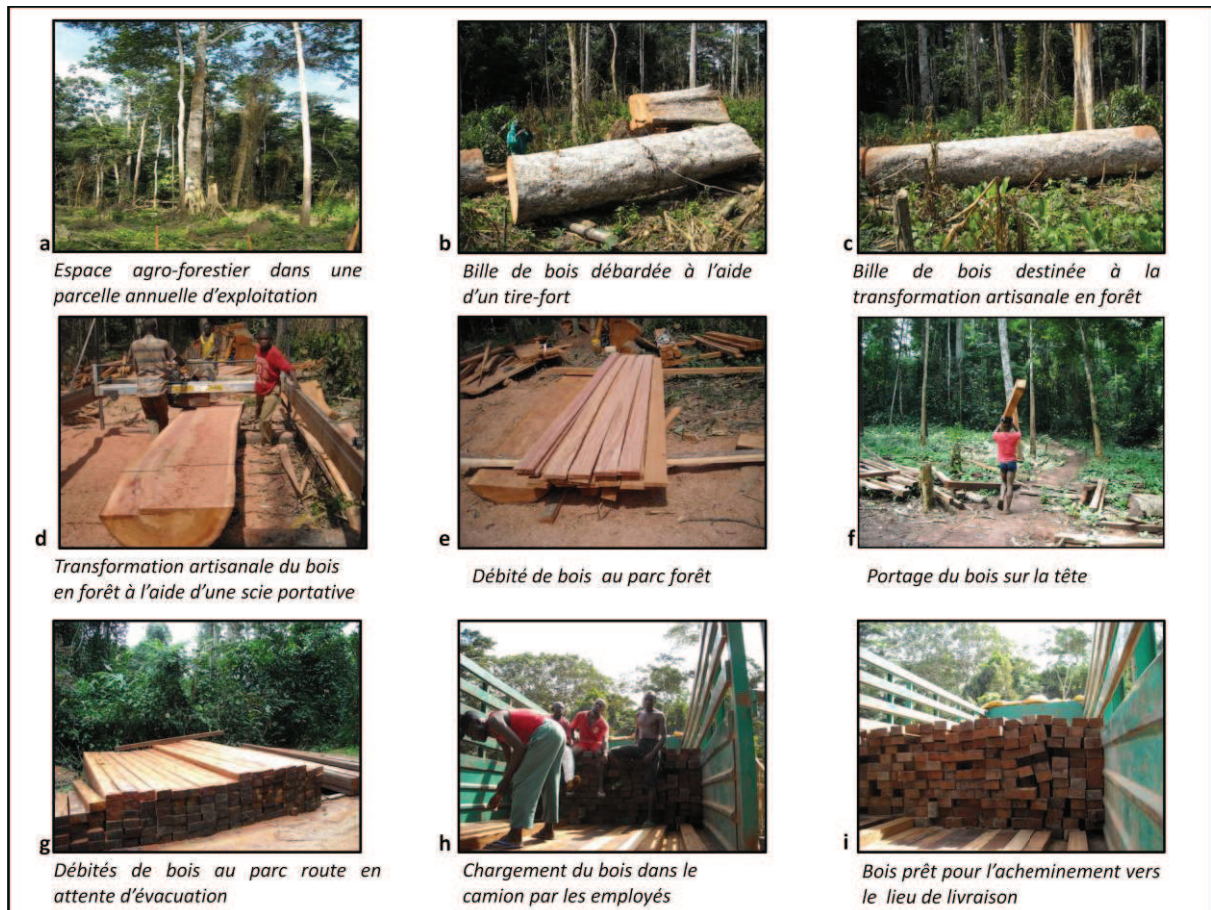 a
Espace agro-forestier dans une
parcelle annuelle d'exploitation
b
Bille de bois débardée à l'aide
d'un tire-fort
c
Bille de bois destinée à la
transformation artisanale en forêt
d
Transformation artisanale du bois
en forêt à l'aide d'une scie portative
e
Débité de bois au parc forêt
f
Portage du bois sur la tête
g
Débités de bois au parc route en
attente d'évacuation
h
Chargement du bois dans le
camion par les employés
i
Bois prêt pour l'acheminement vers
le lieu de livraison